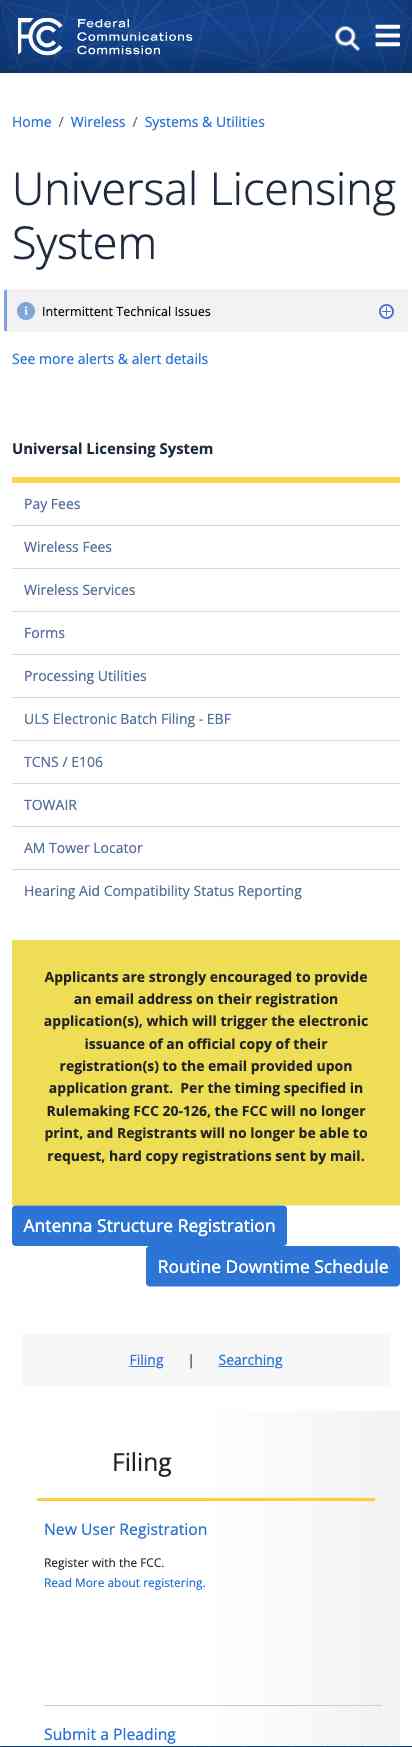 FCC
Federal
Communications
Commission
Home / Wireless / Systems & Utilities
Universal Licensing
System
i Intermittent Technical Issues
See more alerts & alert details
Universal Licensing System
Pay Fees
Wireless Fees
Wireless Services
Forms
Processing Utilities
ULS Electronic Batch Filing - EBF
TCNS / E106
TOWAIR
AM Tower Locator
Hearing Aid Compatibility Status Reporting
Applicants are strongly encouraged to provide
an email address on their registration
application(s), which will trigger the electronic
issuance of an official copy of their
registration(s) to the email provided upon
application grant. Per the timing specified in
Rulemaking FCC 20-126, the FCC will no longer
print, and Registrants will no longer be able to
request, hard copy registrations sent by mail.
Antenna Structure Registration
Routine Downtime Schedule
Filing | Searching
Filing
New User Registration
Register with the FCC.
Read More about registering.
Submit a Pleading